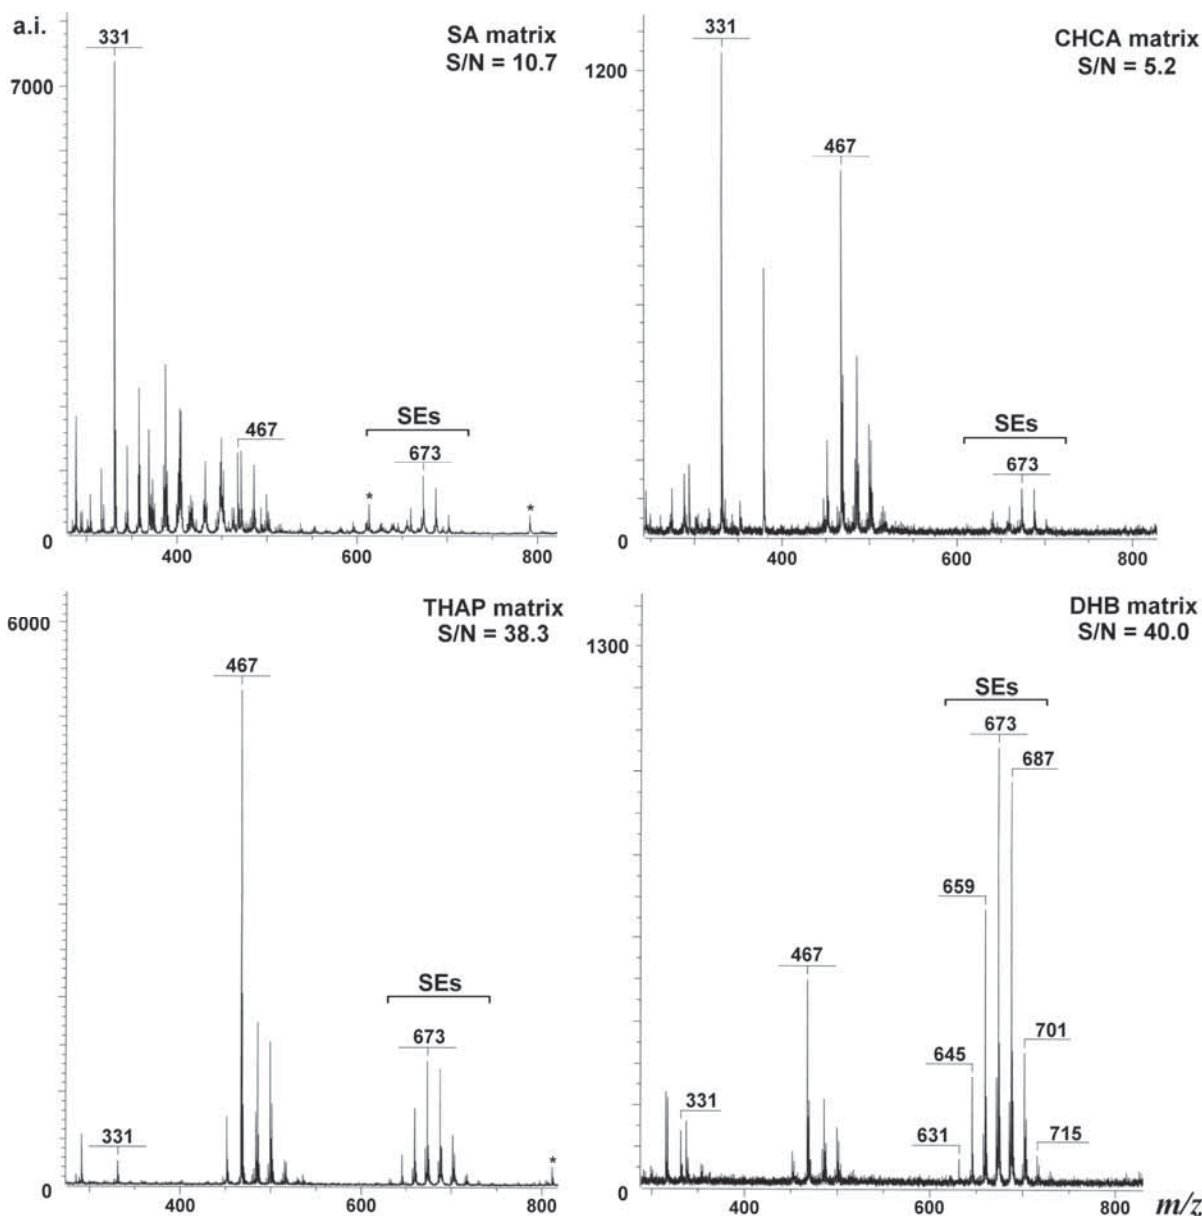 a.i.
331
SA matrix
S/N = 10.7
7000
467
SEs
673
*
*
0
400
600
800
331
CHCA matrix
S/N = 5.2
1200
467
SEs
673
0
400
600
800
THAP matrix
S/N = 38.3
6000
467
SEs
673
331
*
0
400
600
800
DHB matrix
S/N = 40.0
1300
SEs
673
687
659
467
701
645
331
631
715
0
400
600
800
m/z